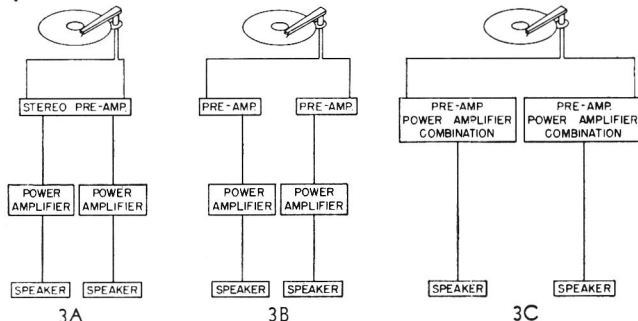 STEREO PRE-AMP.
POWER AMPLIFIER
POWER AMPLIFIER
SPEAKER
SPEAKER
3A
PRE-AMP.
PRE-AMP.
POWER AMPLIFIER
POWER AMPLIFIER
SPEAKER
SPEAKER
3B
PRE-AMP
POWER AMPLIFIER
COMBINATION
PRE-AMP.
POWER AMPLIFIER
COMBINATION
SPEAKER
SPEAKER
3C